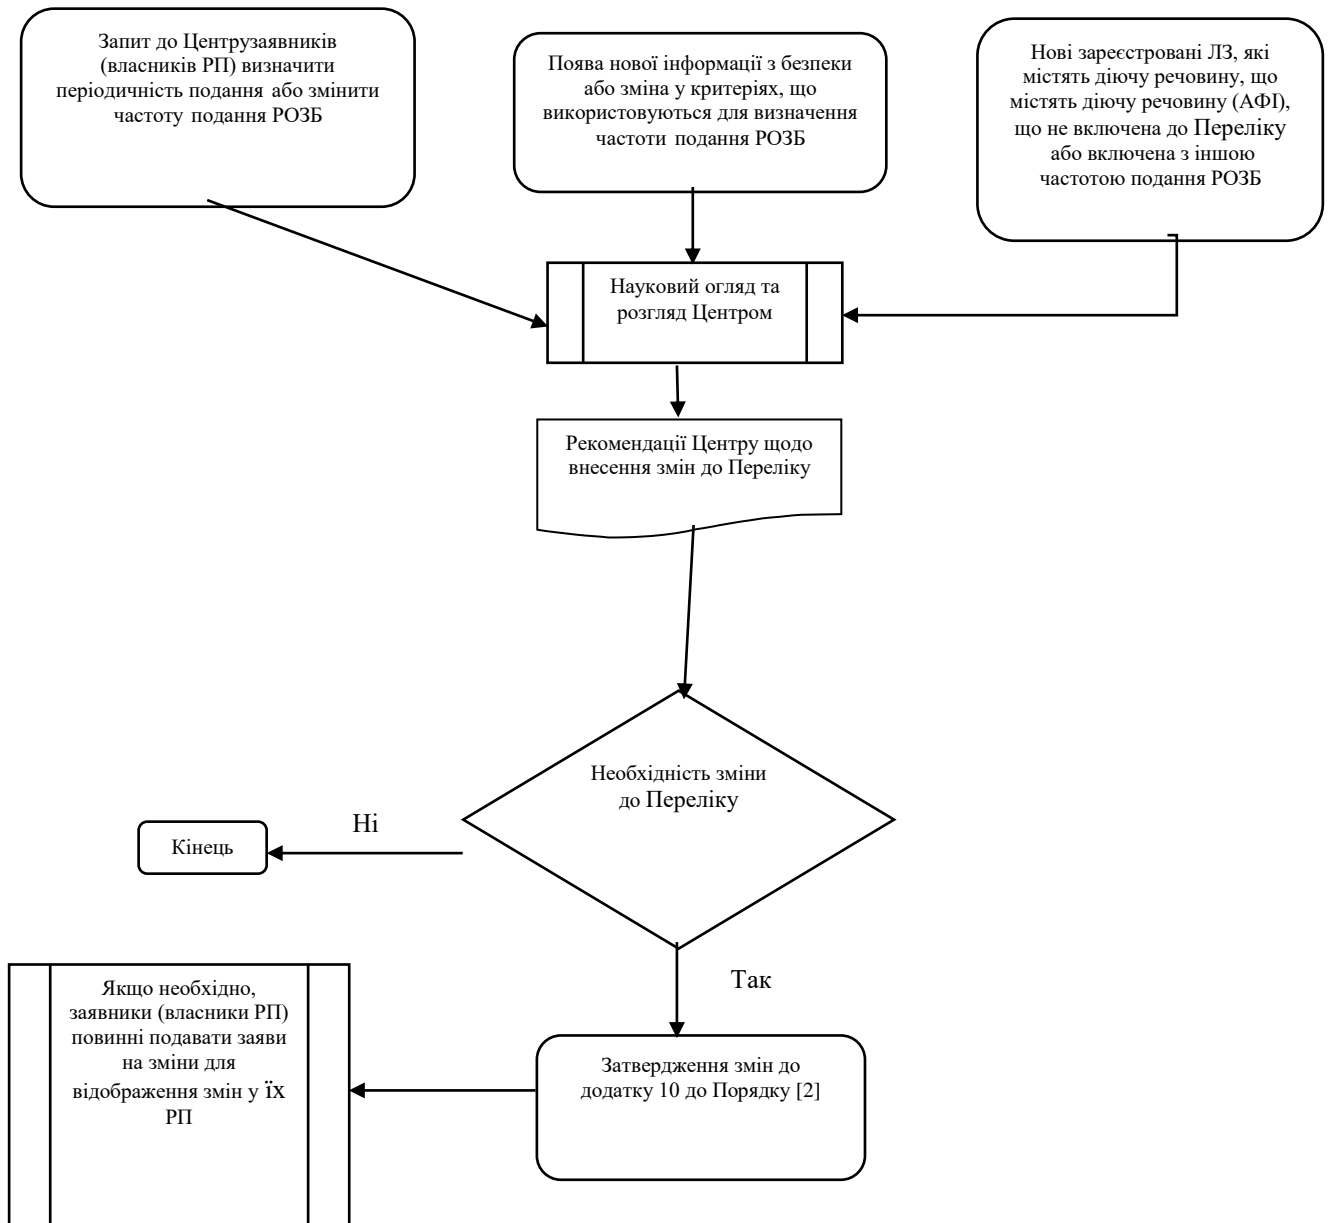 Запит до Центрузаявників
(власників РП) визначити
періодичність подання або змінити
частоту подання РОЗБ
Поява нової інформації з безпеки
або зміна у критеріях, що
використовуються для визначення
частоти подання РОЗБ
Нові зареєстровані ЛЗ, які
містять діючу речовину, що
містять діючу речовину (АФІ),
що не включена до Переліку
або включена з іншою
частотою подання РОЗБ
Науковий огляд та
розгляд Центром
Рекомендації Центру щодо
внесення змін до Переліку
Необхідність зміни
до Переліку
Ні
Кінець
Так
Якщо необхідно,
заявники (власники РП)
повинні подавати заяви
на зміни для
відображення змін у їх
РП
Затвердження змін до
додатку 10 до Порядку [2]